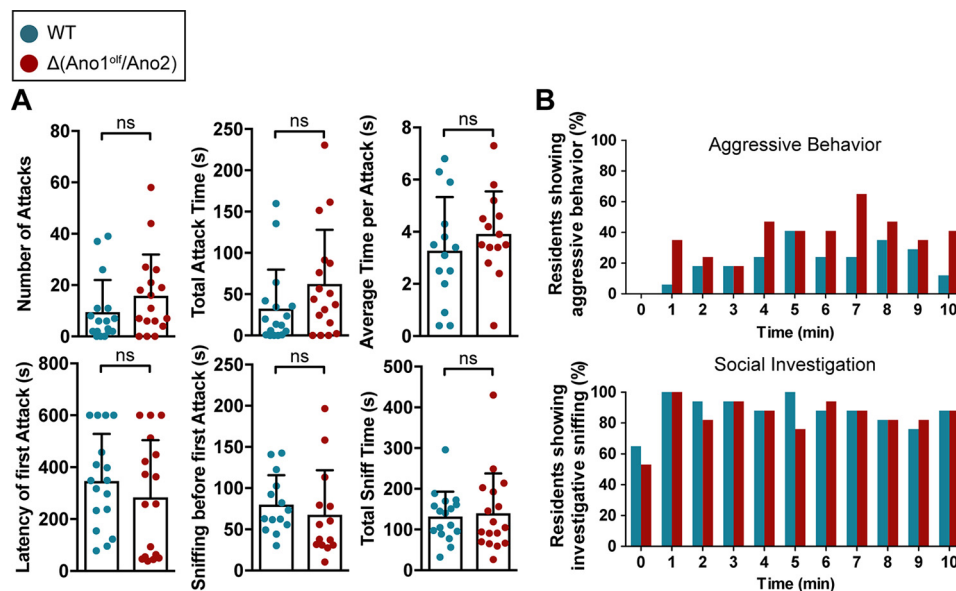 WT
Δ(Ano1olf/Ano2)
A
ns
Number of Attacks
80
60
40
20
0
ns
Total Attack Time (s)
250
200
150
100
50
0
ns
Average Time per Attack (s)
8
6
4
2
0
ns
Latency of first Attack (s)
800
600
400
200
0
ns
Sniffing before first Attack (s)
250
200
150
100
50
0
ns
Total Sniff Time (s)
500
400
300
200
100
0
B
Aggressive Behavior
Residents showing
aggressive behavior (%)
100
80
60
40
20
0
0 1 2 3 4 5 6 7 8 9 10
Time (min)
Social Investigation
Residents showing
investigative sniffing (%)
100
80
60
40
20
0
0 1 2 3 4 5 6 7 8 9 10
Time (min)